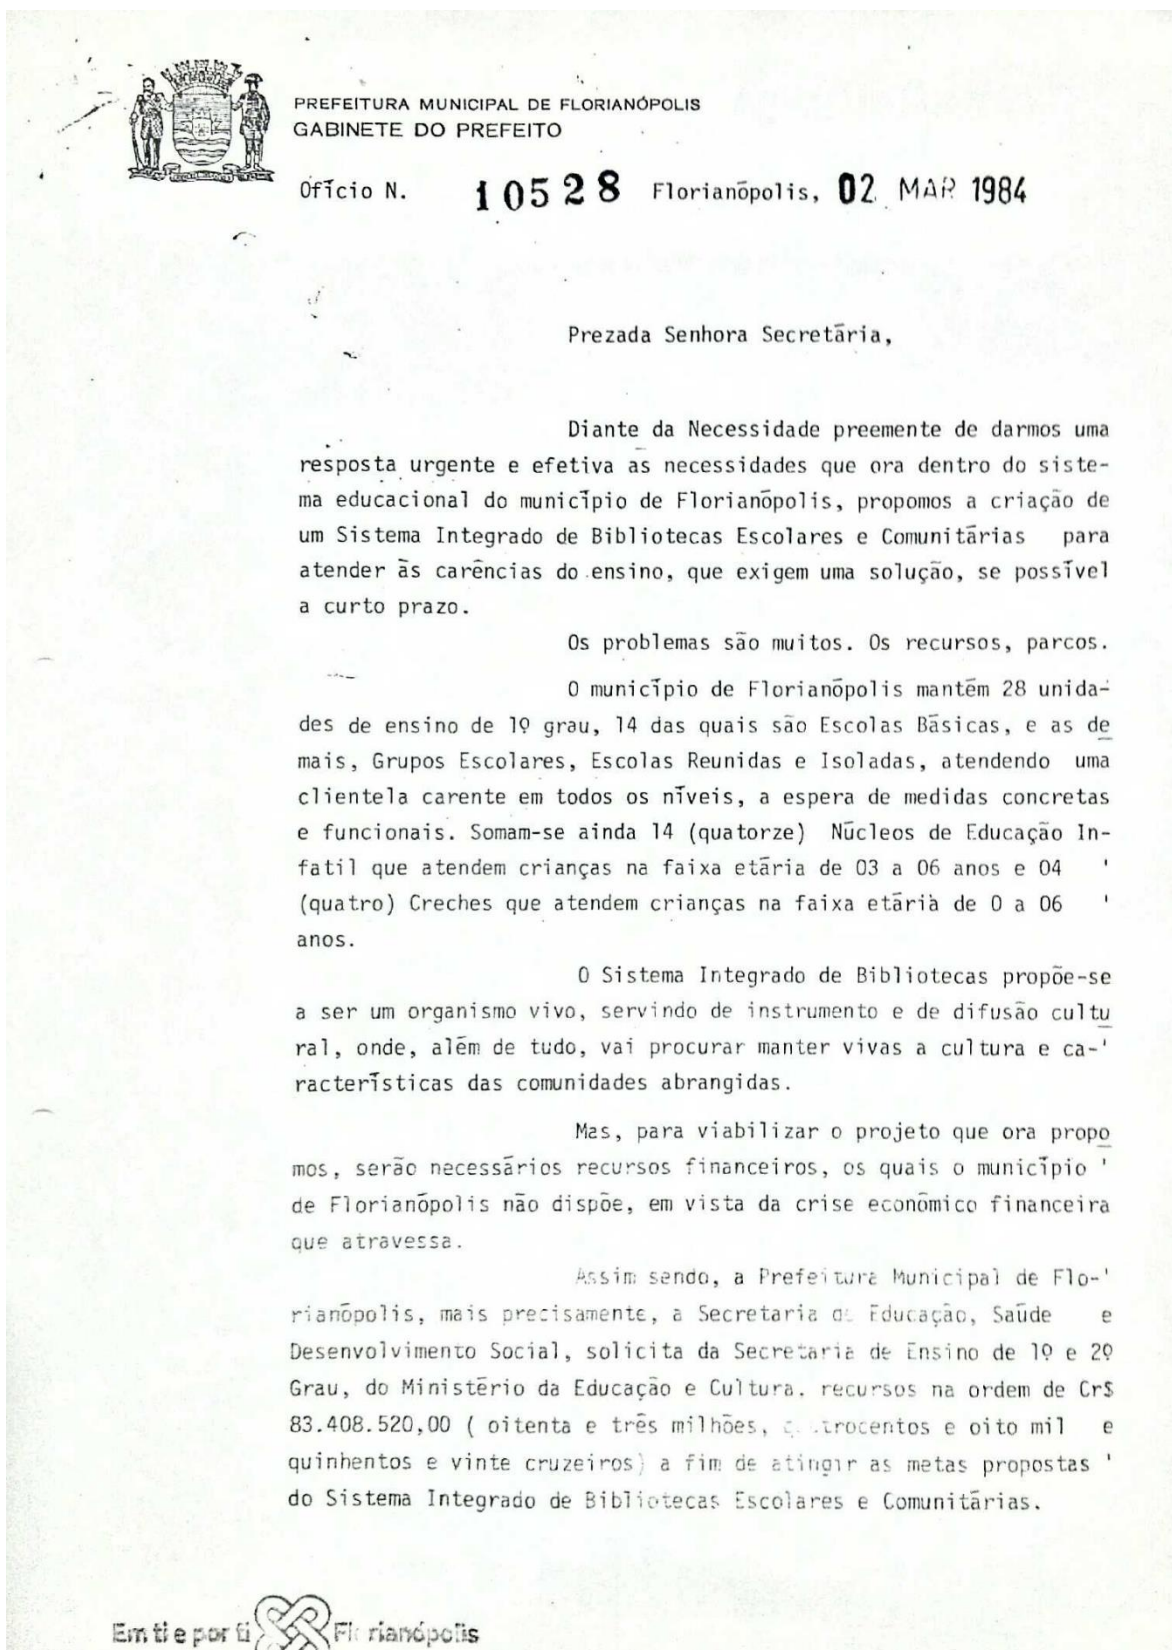 PREFEITURA MUNICIPAL DE FLORIANÓPOLIS
GABINETE DO PREFEITO
Ofício N. 10528 Florianópolis, 02 MAR 1984
Prezada Senhora Secretária,
Diante da Necessidade preemente de darmos uma
resposta urgente e efetiva às necessidades que ora dentro do siste-
ma educacional do município de Florianópolis, propomos a criação de
um Sistema Integrado de Bibliotecas Escolares e Comunitárias para
atender às carências do ensino, que exigem uma solução, se possível
a curto prazo.
Os problemas são muitos. Os recursos, parcos.
O município de Florianópolis mantém 28 unida-
des de ensino de 1º grau, 14 das quais são Escolas Básicas, e as de
mais, Grupos Escolares, Escolas Reunidas e Isoladas, atendendo uma
clientela carente em todos os níveis, a espera de medidas concretas
e funcionais. Somam-se ainda 14 (quatorze) Núcleos de Educação In-
fatil que atendem crianças na faixa etária de 03 a 06 anos e 04 '
(quatro) Creches que atendem crianças na faixa etária de 0 a 06 '
anos.
O Sistema Integrado de Bibliotecas propõe-se
a ser um organismo vivo, servindo de instrumento e de difusão cultu
ral, onde, além de tudo, vai procurar manter vivas a cultura e ca-'
racterísticas das comunidades abrangidas.
Mas, para viabilizar o projeto que ora propo
mos, serão necessários recursos financeiros, os quais o município '
de Florianópolis não dispõe, em vista da crise econômico financeira
que atravessa.
Assim sendo, a Prefeitura Municipal de Flo-'
rianópolis, mais precisamente, a Secretaria de Educação, Saúde e
Desenvolvimento Social, solicita da Secretaria de Ensino de 1º e 2º
Grau, do Ministério da Educação e Cultura. recursos na ordem de Cr$
83.408.520,00 ( oitenta e três milhões, quatrocentos e oito mil e
quinhentos e vinte cruzeiros) a fim de atingir as metas propostas '
do Sistema Integrado de Bibliotecas Escolares e Comunitárias.
Em ti e por ti Florianópolis